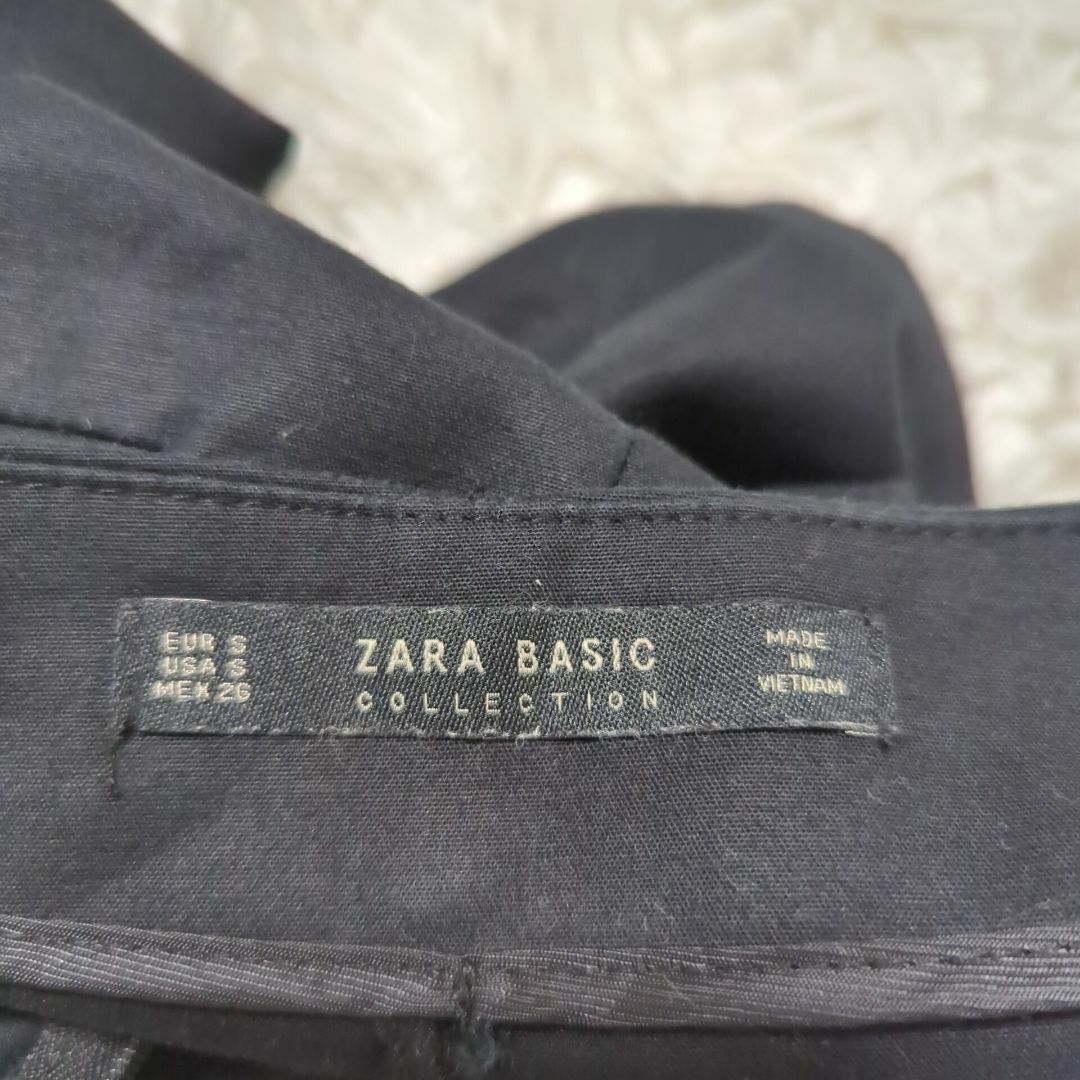 EUR S
USA S
MEX 26
ZARA BASIC
COLLECTION
MADE
IN
VIETNAM